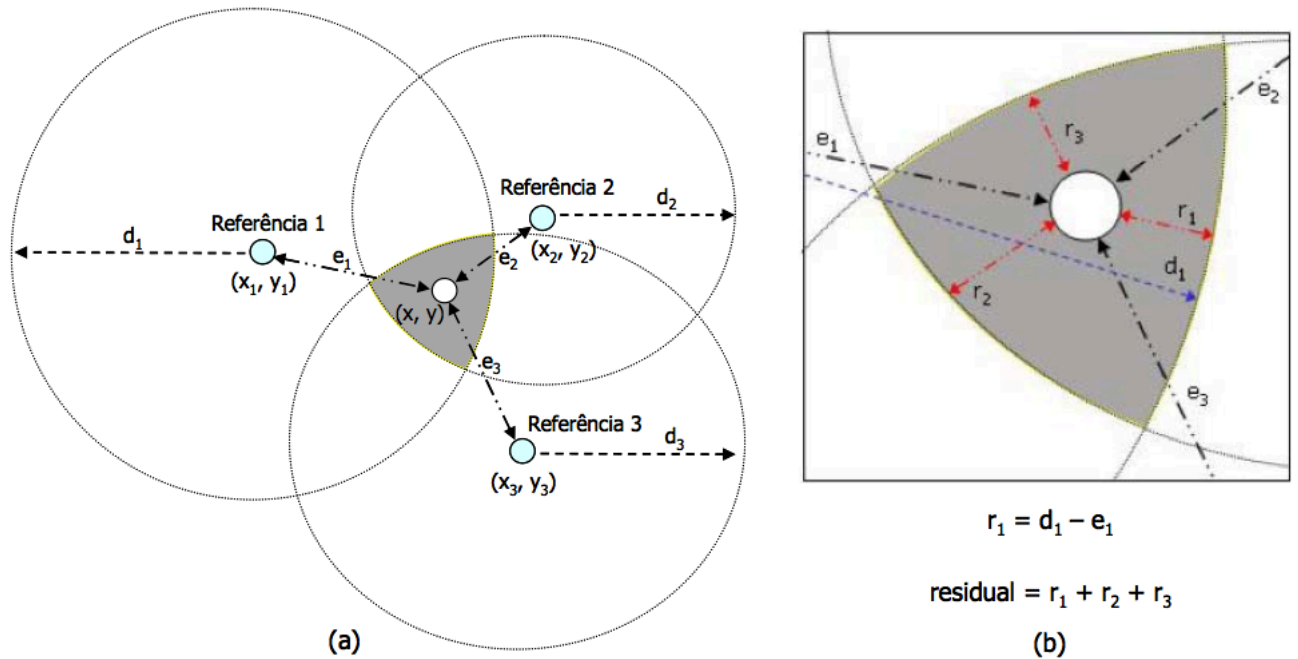 Referência 1
d₁
(x₁, y₁)
e₁
Referência 2
d₂
(x₂, y₂)
e₂
(x, y)
e₃
Referência 3
d₃
(x₃, y₃)
(a)
e₁
e₂
r₃
r₁
d₁
r₂
e₃
r₁ = d₁ – e₁
residual = r₁ + r₂ + r₃
(b)